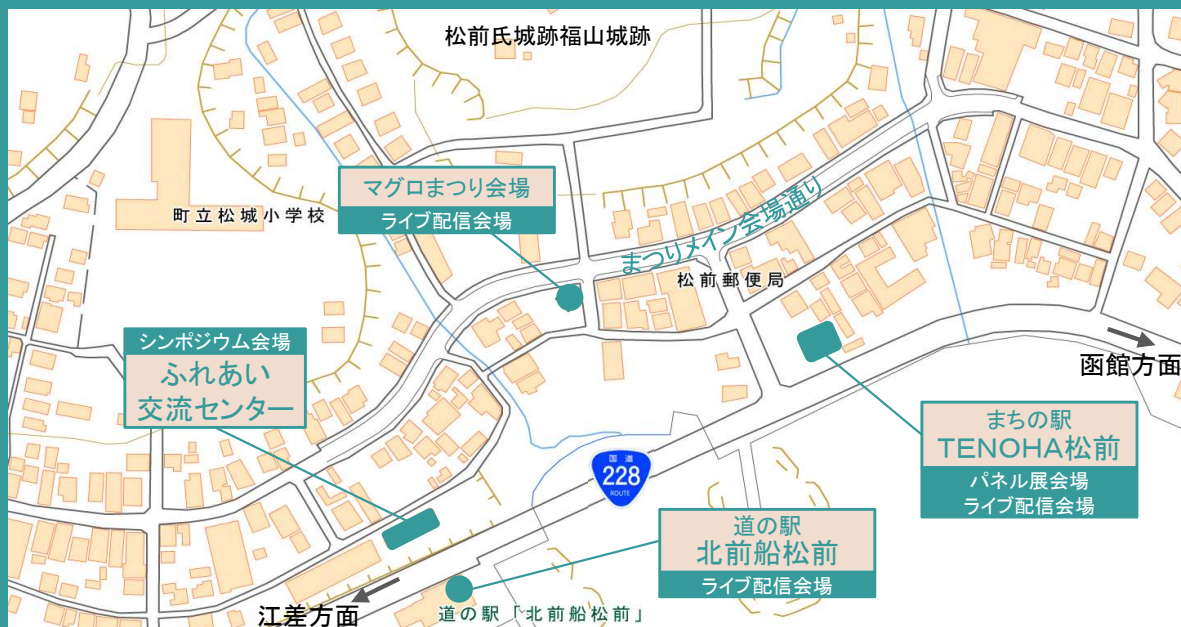 松前氏城跡福山城跡
マグロまつり会場
ライブ配信会場
町立松城小学校
まつりメイン会場通り
松前郵便局
シンポジウム会場
ふれあい
交流センター
函館方面
まちの駅
TENOHA松前
パネル展会場
ライブ配信会場
国道
228
ROUTE
道の駅
北前船松前
ライブ配信会場
江差方面
道の駅「北前船松前」